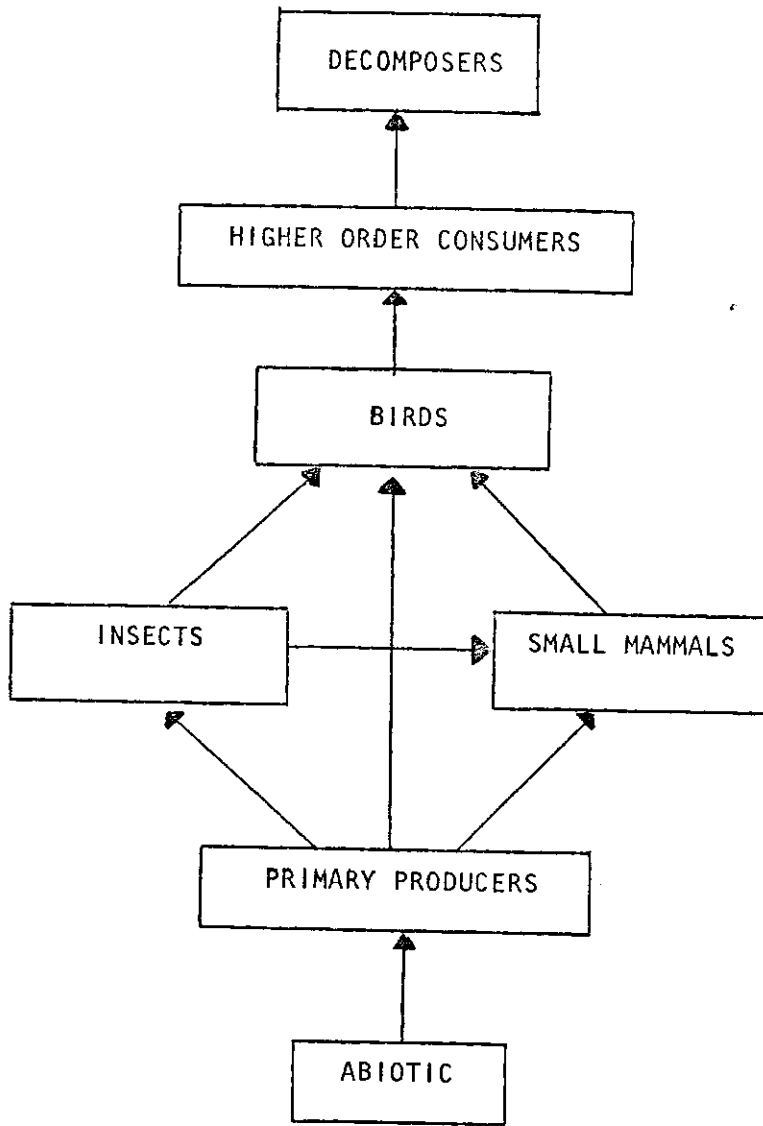 DECOMPOSERS
HIGHER ORDER CONSUMERS
BIRDS
INSECTS
SMALL MAMMALS
PRIMARY PRODUCERS
ABIOTIC